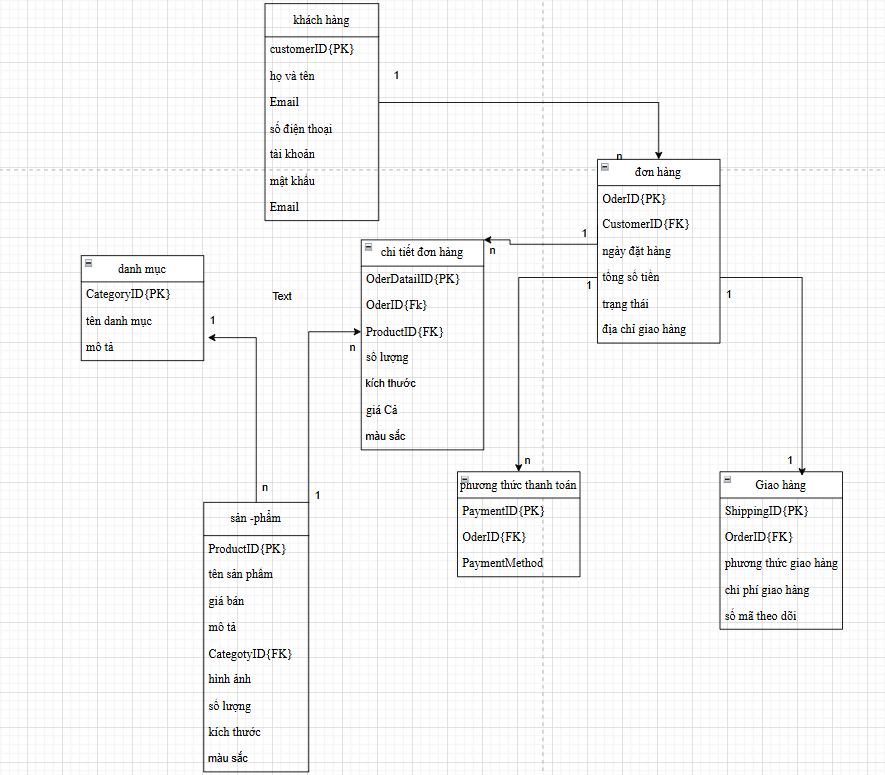 khách hàng
customerID{PK}
họ và tên
Email
số điện thoại
tài khoản
mật khẩu
Email
1
n
đơn hàng
OderID{PK}
CustomerID{FK}
ngày đặt hàng
tổng số tiền
trạng thái
địa chỉ giao hàng
1
n
1
1
chi tiết đơn hàng
OderDatailID{PK}
OderID{Fk}
ProductID{FK}
số lượng
kích thước
giá Cả
màu sắc
danh mục
CategoryID{PK}
tên danh mục
mô tả
Text
1
n
n
1
sản -phẩm
ProductID{PK}
tên sản phâm
giá bán
mô tả
CategotyID{FK}
hình ảnh
số lượng
kích thước
màu sắc
n
phương thức thanh toán
PaymentID{PK}
OderID{FK}
PaymentMethod
1
Giao hàng
ShippingID{PK}
OrderID{FK}
phương thức giao hàng
chi phí giao hàng
số mã theo dõi